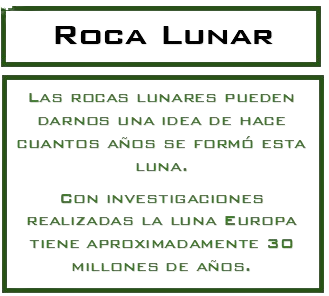 Roca Lunar
Las rocas lunares pueden
darnos una idea de hace
cuantos años se formó esta
luna.
Con investigaciones
realizadas la luna Europa
tiene aproximadamente 30
millones de años.